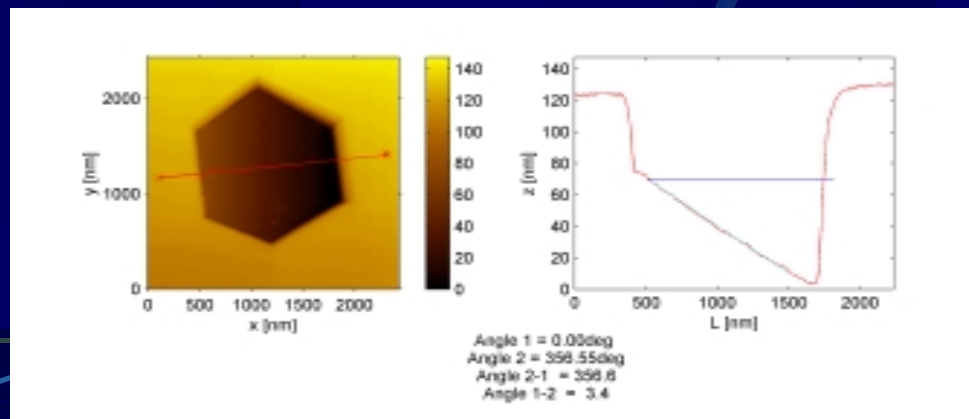 2000
1000
0
y [nm]
0 500 1000 1500 2000
x [nm]
140
120
100
80
60
40
20
0
140
120
100
80
60
40
20
0
z [nm]
0 500 1000 1500 2000
L [nm]
Angle 1 = 0.00deg
Angle 2 = 356.55deg
Angle 2-1 = 356.6
Angle 1-2 = 3.4